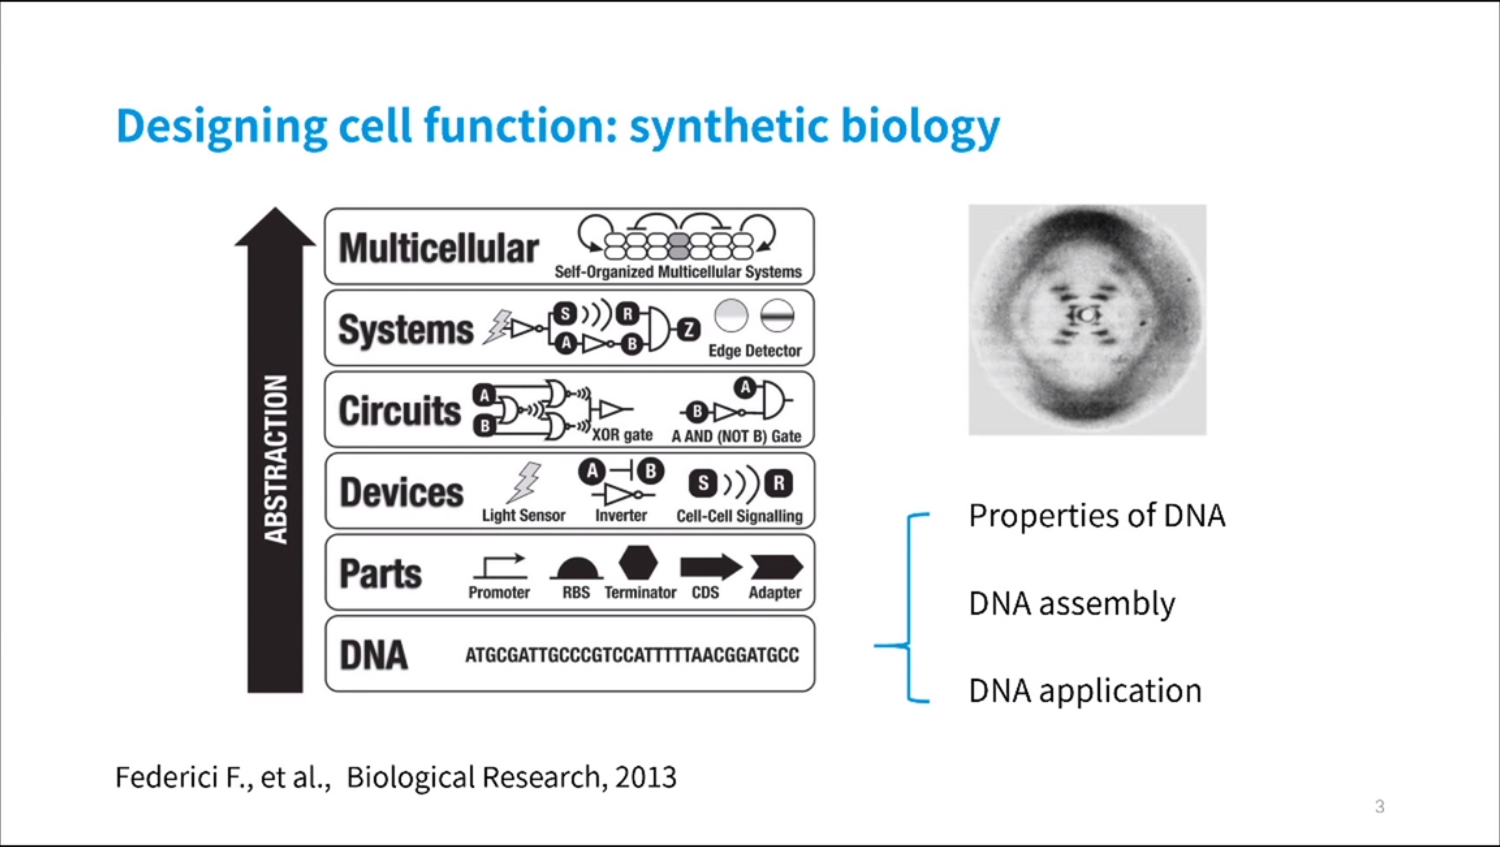 Designing cell function: synthetic biology
ABSTRACTION
Multicellular
Self-Organized Multicellular Systems
Systems
S R
A B Z
Edge Detector
Circuits
A
B
XOR gate
A
B
A AND (NOT B) Gate
Devices
Light Sensor
A B
Inverter
S R
Cell-Cell Signalling
Parts
Promoter RBS Terminator CDS Adapter
DNA ATGCGATTGCCCGTCCATTTTTAACGGATGCC
Properties of DNA
DNA assembly
DNA application
Federici F., et al., Biological Research, 2013
3